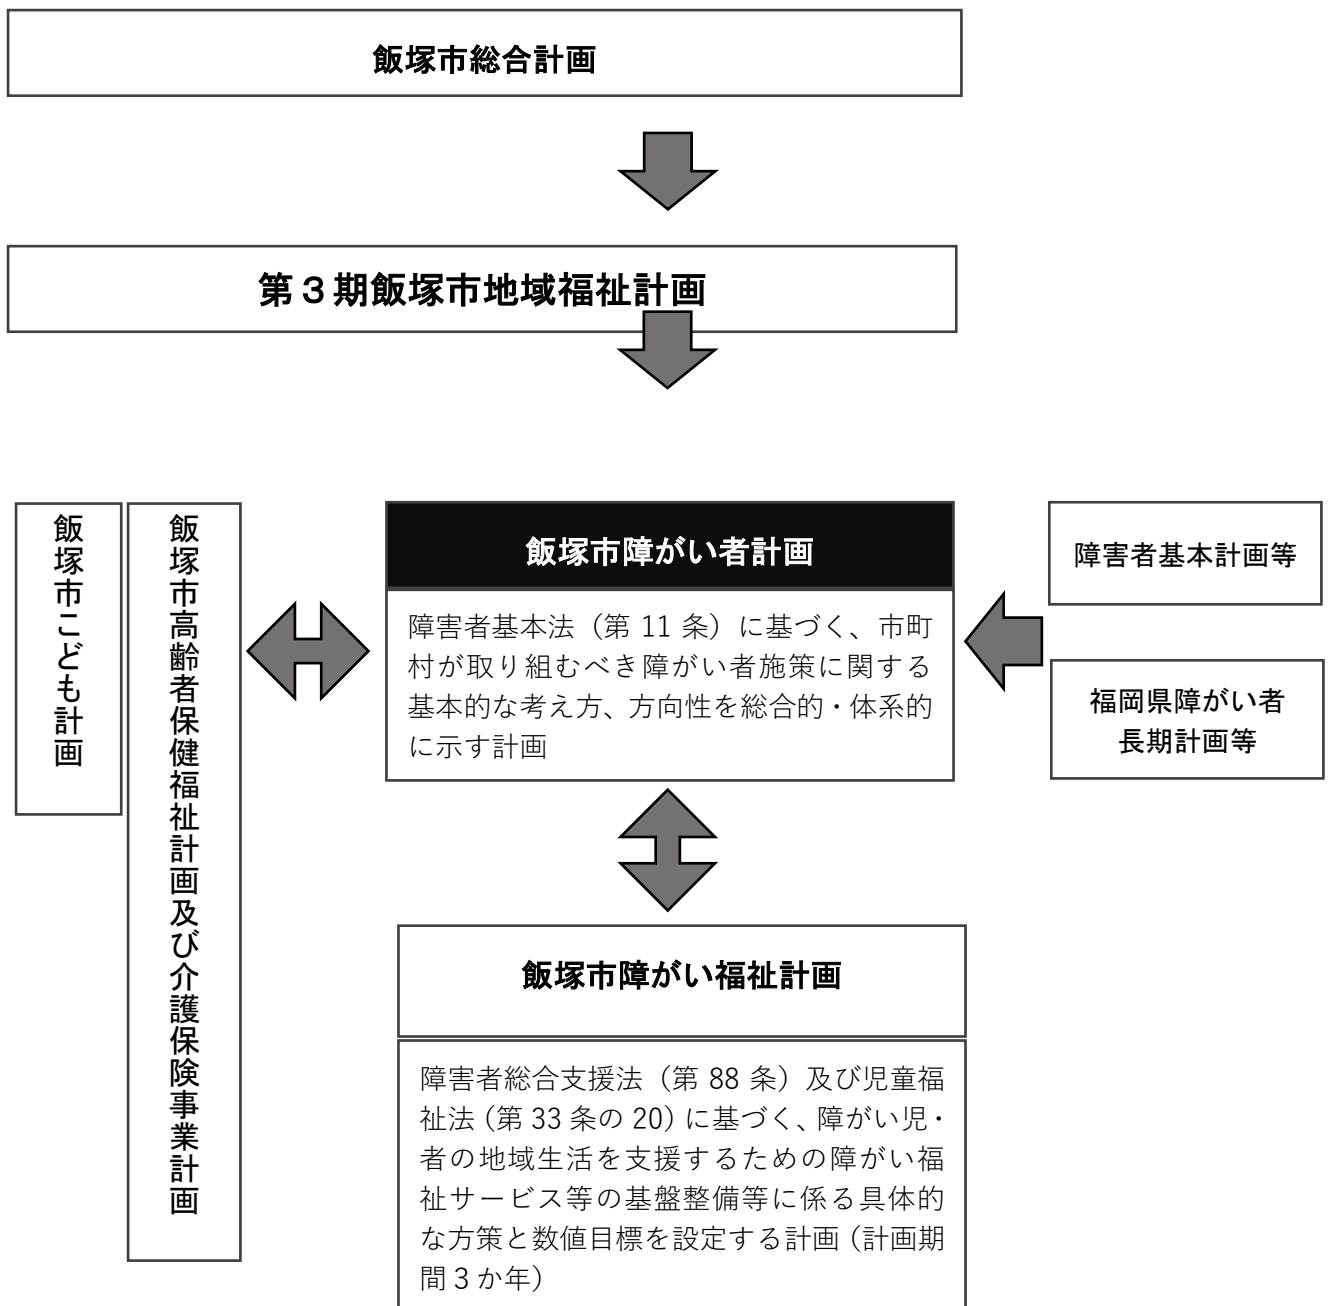 飯塚市総合計画
第３期飯塚市地域福祉計画
飯塚市こども計画
飯塚市高齢者保健福祉計画及び介護保険事業計画
飯塚市障がい者計画
障害者基本法（第 11 条）に基づく、市町
村が取り組むべき障がい者施策に関する
基本的な考え方、方向性を総合的・体系的
に示す計画
障害者基本計画等
福岡県障がい者
長期計画等
飯塚市障がい福祉計画
障害者総合支援法（第 88 条）及び児童福
祉法（第 33 条の 20）に基づく、障がい児・
者の地域生活を支援するための障がい福
祉サービス等の基盤整備等に係る具体的
な方策と数値目標を設定する計画（計画期
間３か年）